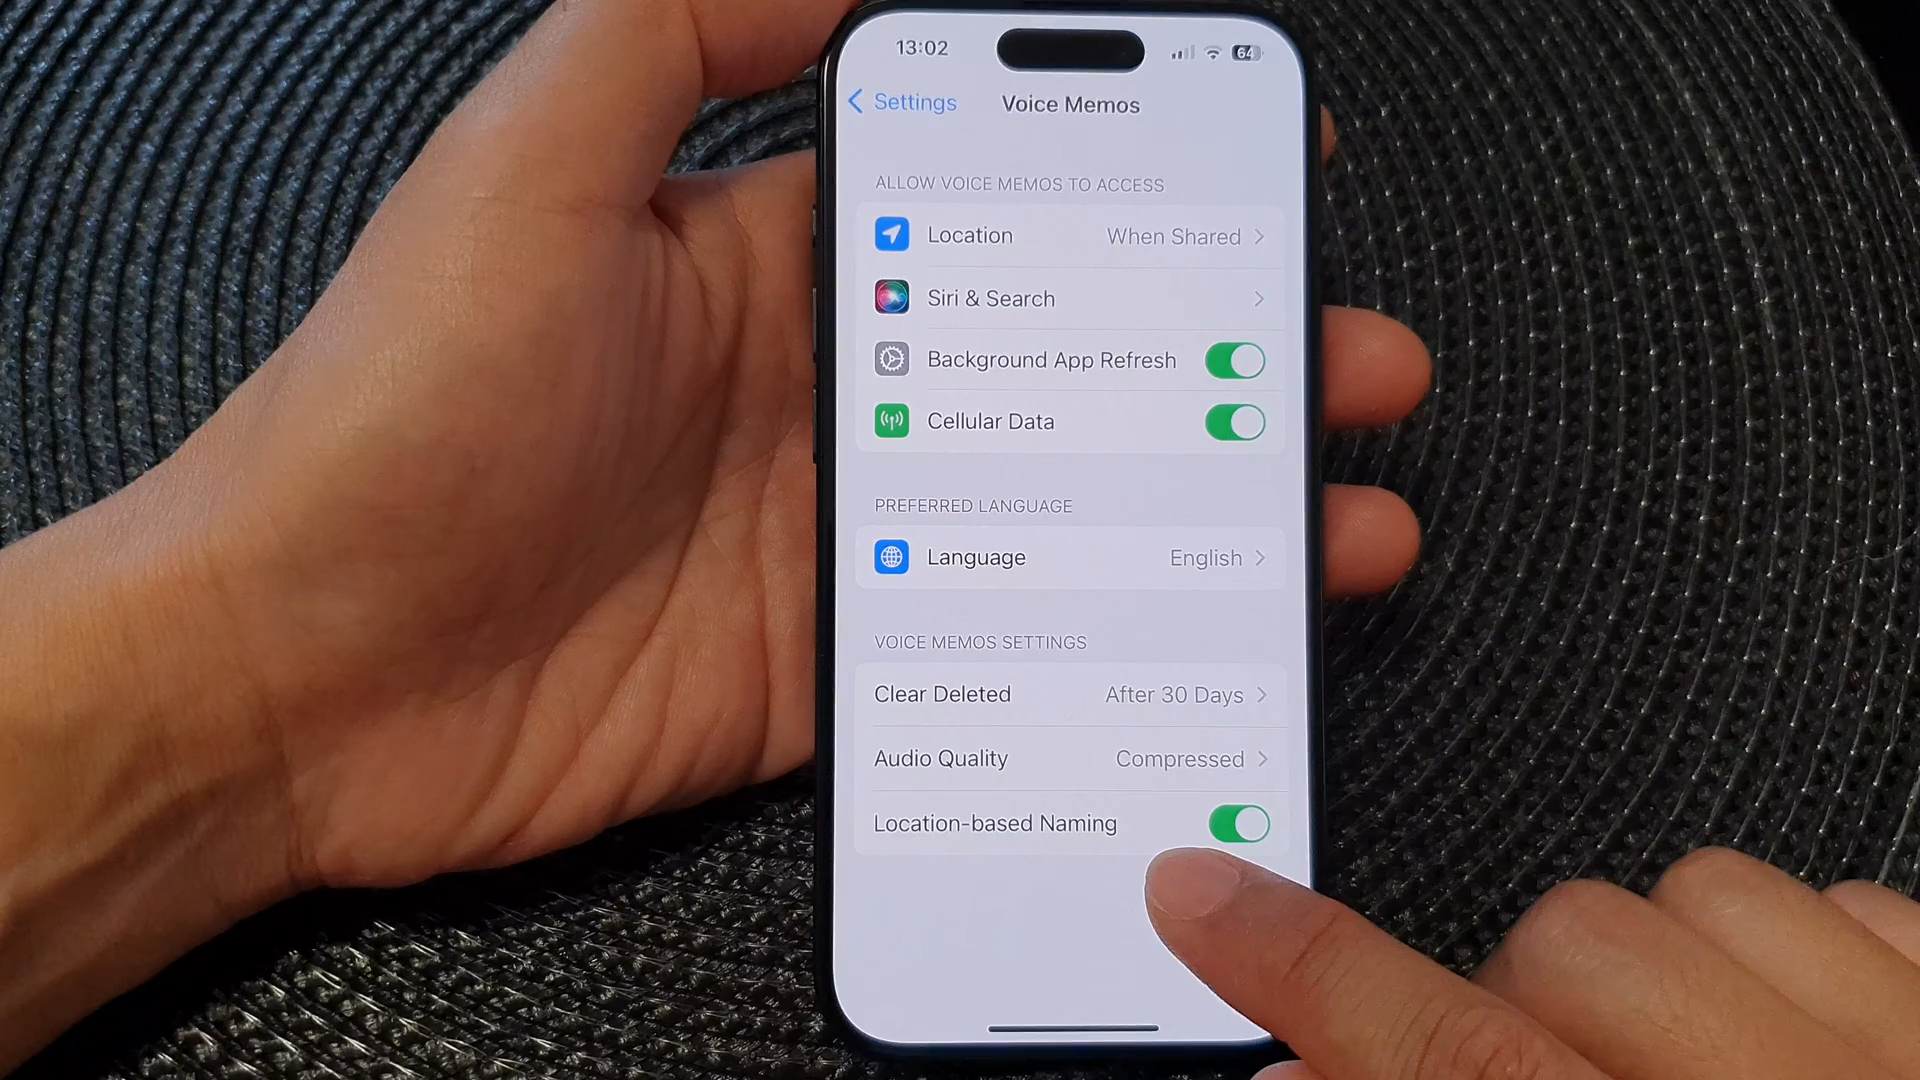 13:02
64
Settings
Voice Memos
ALLOW VOICE MEMOS TO ACCESS
Location When Shared
Siri & Search
Background App Refresh
Cellular Data
PREFERRED LANGUAGE
Language English
VOICE MEMOS SETTINGS
Clear Deleted After 30 Days
Audio Quality Compressed
Location-based Naming